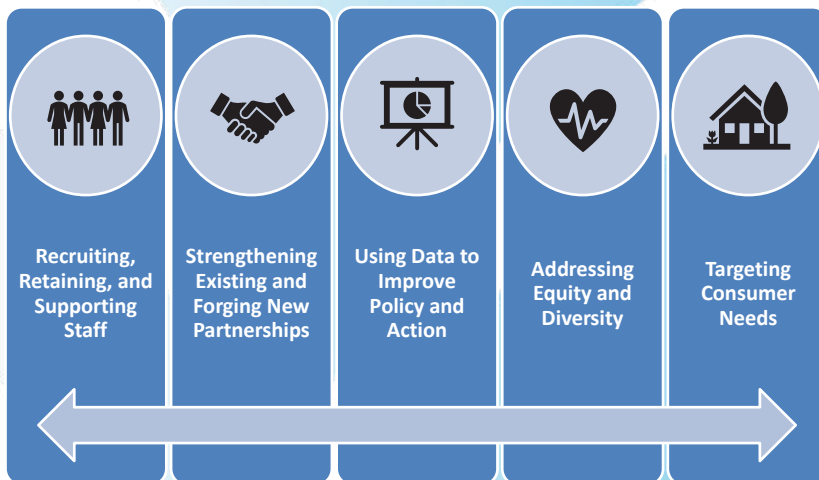 Recruiting,
Retaining, and
Supporting
Staff
Strengthening
Existing and
Forging New
Partnerships
Using Data to
Improve
Policy and
Action
Addressing
Equity and
Diversity
Targeting
Consumer
Needs